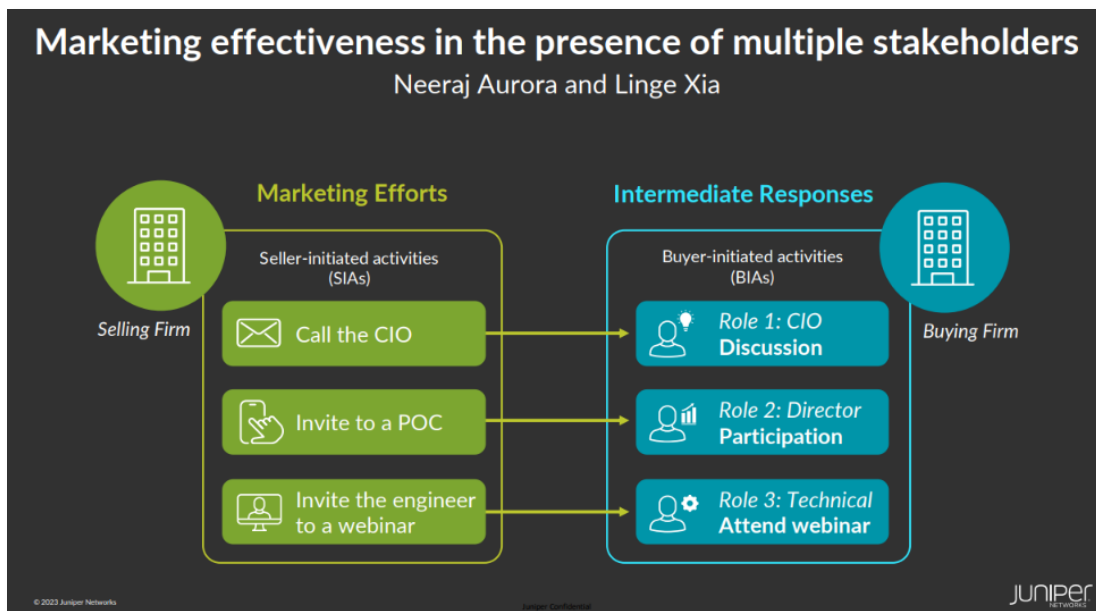 Marketing effectiveness in the presence of multiple stakeholders
Neeraj Aurora and Linge Xia
Marketing Efforts
Intermediate Responses
Seller-initiated activities
(SIAs)
Buyer-initiated activities
(BIAs)
Selling Firm
Buying Firm
Call the CIO
Role 1: CIO
Discussion
Invite to a POC
Role 2: Director
Participation
Invite the engineer
to a webinar
Role 3: Technical
Attend webinar
© 2023 Juniper Networks
Juniper Confidential
JUNIPER
NETWORKS